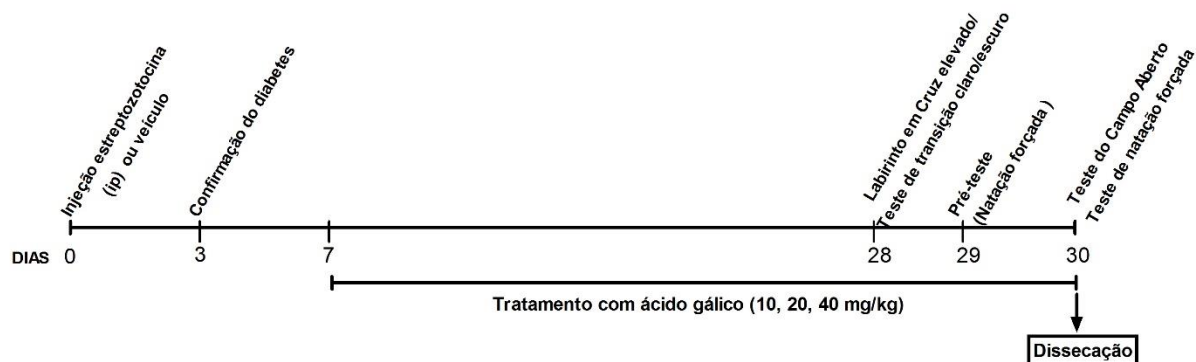 Injeção estreptozotocina
(ip) ou veículo
Confirmação do diabetes
Labirinto em Cruz elevado/
Teste de transição claro/escuro
Pré-teste
(Natação forçada )
Teste do Campo Aberto
Teste de natação forçada
DIAS 0 3 7 28 29 30
Tratamento com ácido gálico (10, 20, 40 mg/kg)
Dissecação